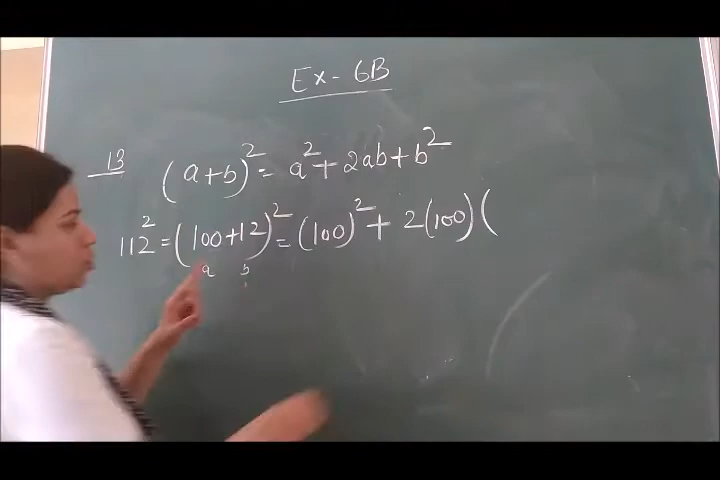 Ex- 6B
13 (a+b)² = a² + 2ab + b²
112² = (100+12)² = (100)² + 2(100)(
a b